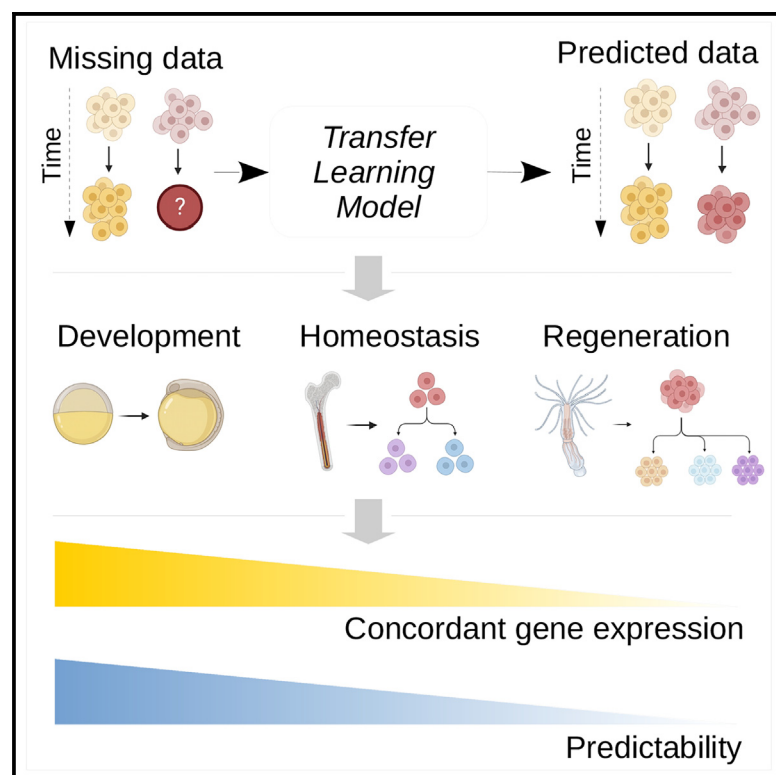 Missing data
Predicted data
Time
?
Transfer
Learning
Model
Time
Development
Homeostasis
Regeneration
Concordant gene expression
Predictability